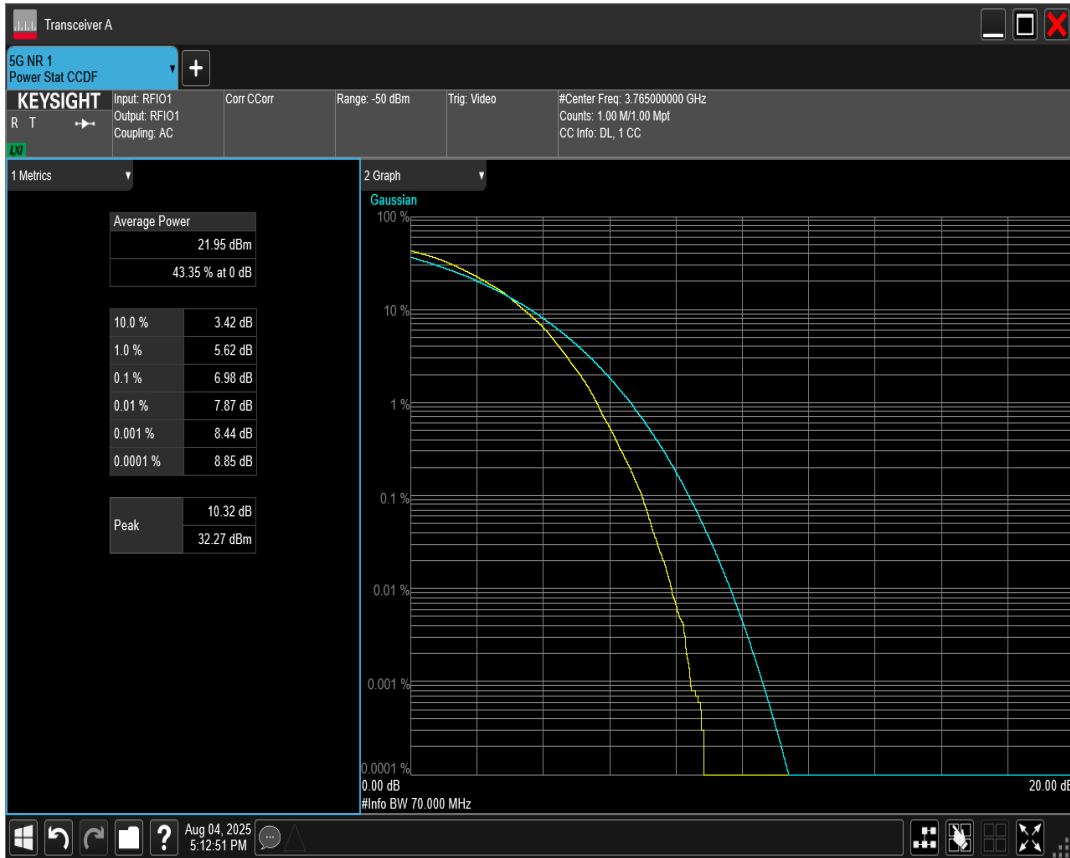 Transceiver A
5G NR 1
Power Stat CCDF
KEYSIGHT
R T
LXI
Input: RFIO1
Output: RFIO1
Coupling: AC
Corr CCorr
Range: -50 dBm
Trig: Video
#Center Freq: 3.765000000 GHz
Counts: 1.00 M/1.00 Mpt
CC Info: DL, 1 CC
1 Metrics
Average Power
21.95 dBm
43.35 % at 0 dB
10.0 % 3.42 dB
1.0 % 5.62 dB
0.1 % 6.98 dB
0.01 % 7.87 dB
0.001 % 8.44 dB
0.0001 % 8.85 dB
Peak
10.32 dB
32.27 dBm
2 Graph
Gaussian
100 %
10 %
1 %
0.1 %
0.01 %
0.001 %
0.0001 %
0.00 dB 20.00 dB
#Info BW 70.000 MHz
? Aug 04, 2025
5:12:51 PM